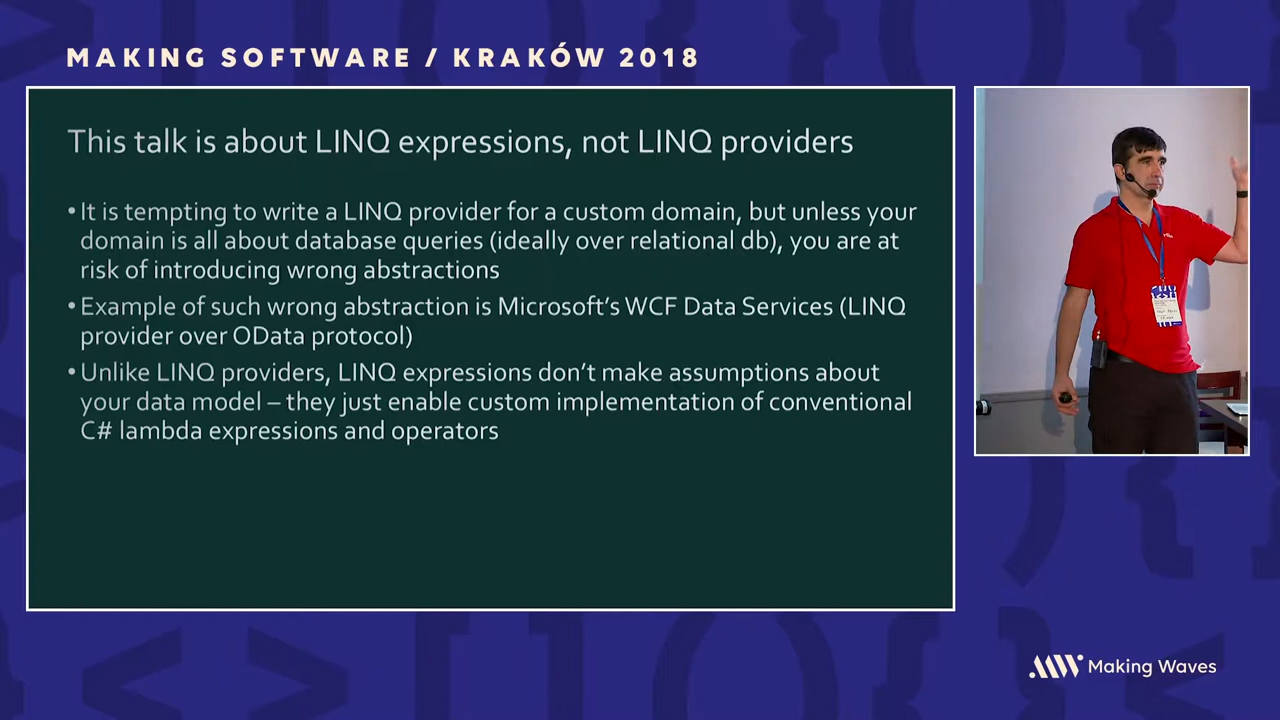 MAKING SOFTWARE / KRAKÓW 2018
This talk is about LINQ expressions, not LINQ providers
•It is tempting to write a LINQ provider for a custom domain, but unless your
domain is all about database queries (ideally over relational db), you are at
risk of introducing wrong abstractions
•Example of such wrong abstraction is Microsoft’s WCF Data Services (LINQ
provider over OData protocol)
•Unlike LINQ providers, LINQ expressions don’t make assumptions about
your data model – they just enable custom implementation of conventional
C# lambda expressions and operators
Making Waves